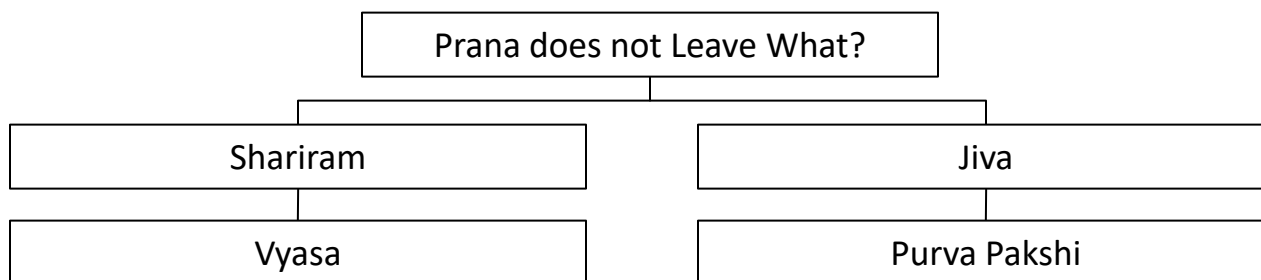 Prana does not Leave What?
Shariram
Jiva
Vyasa
Purva Pakshi